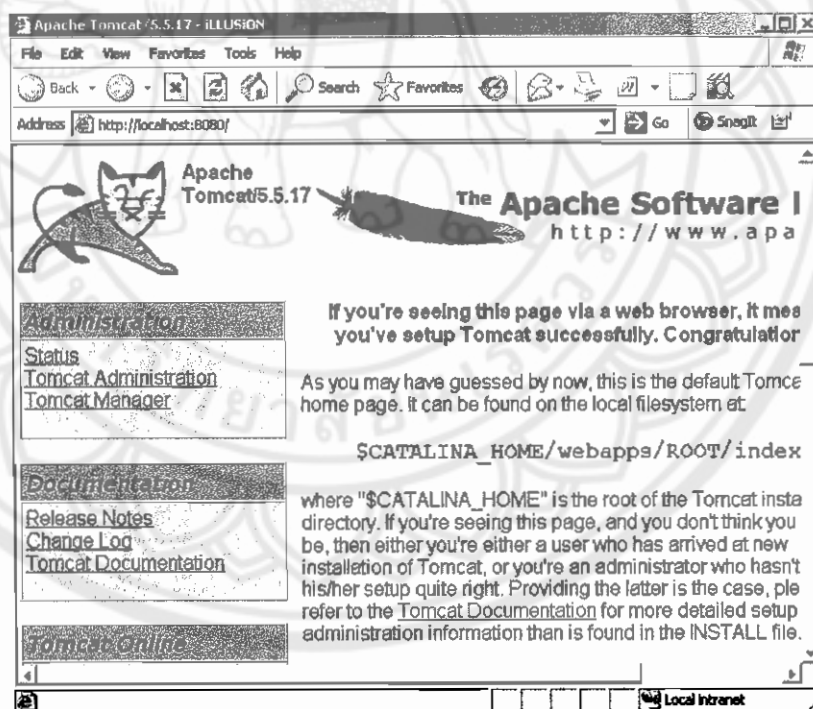 Apache Tomcat/5.5.17 - iLLUSiON
File Edit View Favorites Tools Help
Back Search Favorites
Address http://localhost:8080/ Go SnagIt
Apache
Tomcat/5.5.17
The Apache Software
http://www.apa
Administration
Status
Tomcat Administration
Tomcat Manager
Documentation
Release Notes
Change Log
Tomcat Documentation
Tomcat Online
If you're seeing this page via a web browser, it mea
you've setup Tomcat successfully. Congratulation
As you may have guessed by now, this is the default Tomca
home page. It can be found on the local filesystem at:
$CATALINA_HOME/webapps/ROOT/index
where "$CATALINA_HOME" is the root of the Tomcat insta
directory. If you're seeing this page, and you don't think you
be, then either you're either a user who has arrived at new
installation of Tomcat, or you're an administrator who hasn't
his/her setup quite right. Providing the latter is the case, ple
refer to the Tomcat Documentation for more detailed setup
administration information than is found in the INSTALL file.
Local intranet